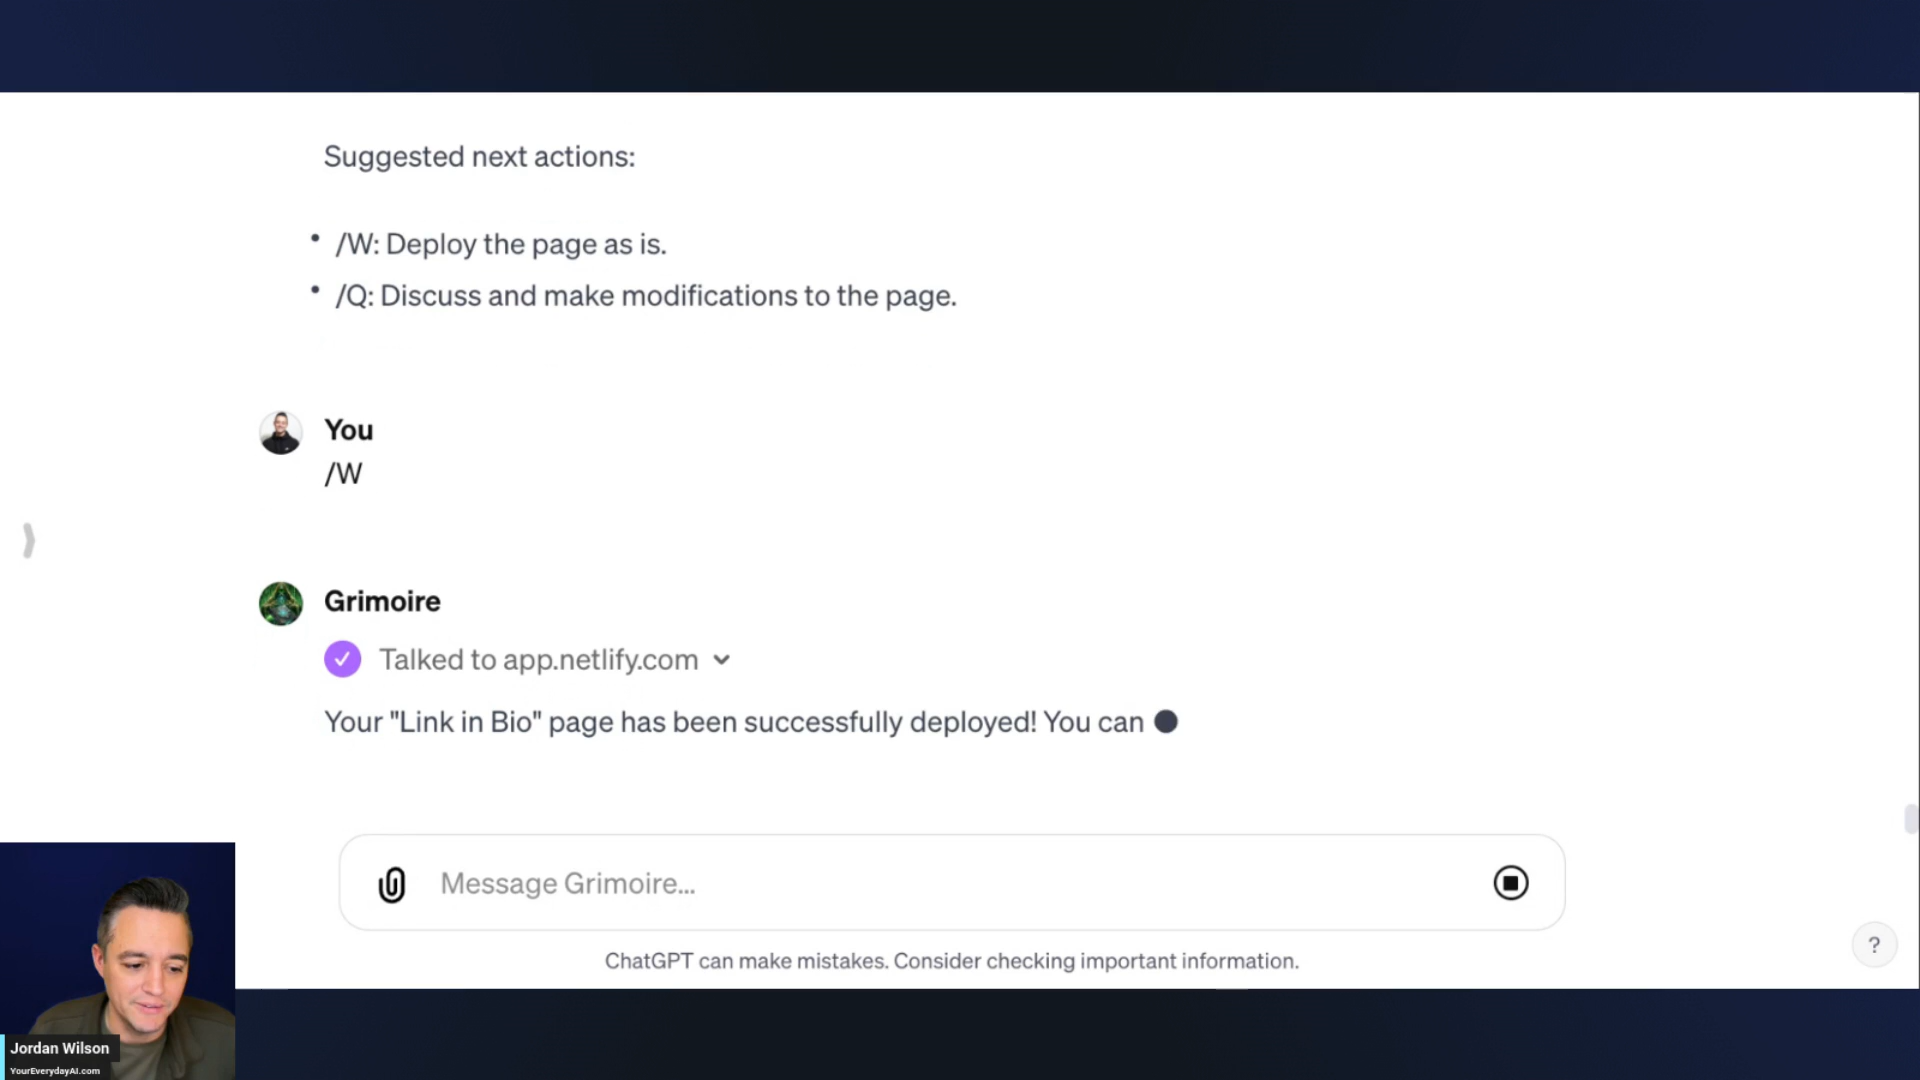 Suggested next actions:
• /W: Deploy the page as is.
• /Q: Discuss and make modifications to the page.
You
/W
Grimoire
Talked to app.netlify.com
Your "Link in Bio" page has been successfully deployed! You can
Message Grimoire...
ChatGPT can make mistakes. Consider checking important information.
?
Jordan Wilson
YourEverydayAI.com